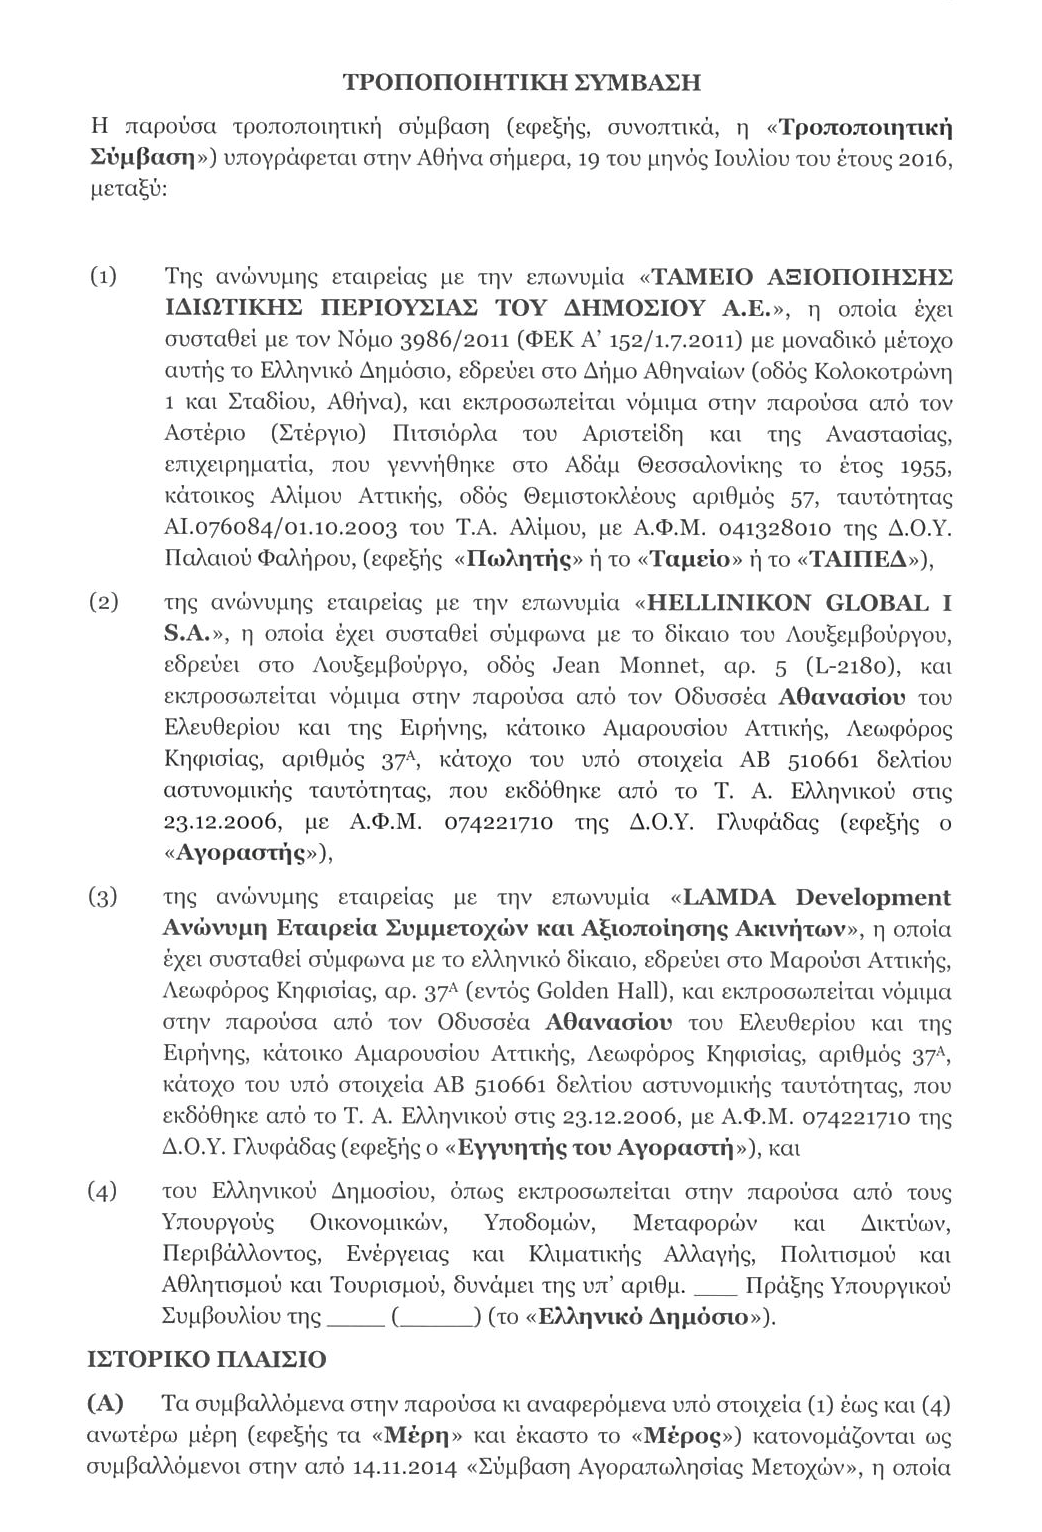 ΤΡΟΠΟΠΟΙΗΤΙΚΗ ΣΥΜΒΑΣΗ
Η παρούσα τροποποιητική σύμβαση (εφεξής, συνοπτικά, η «Τροποποιητική
Σύμβαση») υπογράφεται στην Αθήνα σήμερα, 19 του μηνός Ιουλίου του έτους 2016,
μεταξύ:
(1) Της ανώνυμης εταιρείας με την επωνυμία «ΤΑΜΕΙΟ ΑΞΙΟΠΟΙΗΣΗΣ
ΙΔΙΩΤΙΚΗΣ ΠΕΡΙΟΥΣΙΑΣ ΤΟΥ ΔΗΜΟΣΙΟΥ Α.Ε.», η οποία έχει
συσταθεί με τον Νόμο 3986/2011 (ΦΕΚ Α’ 152/1.7.2011) με μοναδικό μέτοχο
αυτής το Ελληνικό Δημόσιο, εδρεύει στο Δήμο Αθηναίων (οδός Κολοκοτρώνη
1 και Σταδίου, Αθήνα), και εκπροσωπείται νόμιμα στην παρούσα από τον
Αστέριο (Στέργιο) Πιτσιόρλα του Αριστείδη και της Αναστασίας,
επιχειρηματία, που γεννήθηκε στο Αδάμ Θεσσαλονίκης το έτος 1955,
κάτοικος Αλίμου Αττικής, οδός Θεμιστοκλέους αριθμός 57, ταυτότητας
ΑΙ.076084/01.10.2003 του Τ.Α. Αλίμου, με Α.Φ.Μ. 041328010 της Δ.Ο.Υ.
Παλαιού Φαλήρου, (εφεξής «Πωλητής» ή το «Ταμείο» ή το «ΤΑΙΠΕΔ»),
(2) της ανώνυμης εταιρείας με την επωνυμία «HELLINIKON GLOBAL I
S.A.», η οποία έχει συσταθεί σύμφωνα με το δίκαιο του Λουξεμβούργου,
εδρεύει στο Λουξεμβούργο, οδός Jean Monnet, αρ. 5 (L-2180), και
εκπροσωπείται νόμιμα στην παρούσα από τον Οδυσσέα Αθανασίου του
Ελευθερίου και της Ειρήνης, κάτοικο Αμαρουσίου Αττικής, Λεωφόρος
Κηφισίας, αριθμός 37Α, κάτοχο του υπό στοιχεία ΑΒ 510661 δελτίου
αστυνομικής ταυτότητας, που εκδόθηκε από το Τ. Α. Ελληνικού στις
23.12.2006, με Α.Φ.Μ. 074221710 της Δ.Ο.Υ. Γλυφάδας (εφεξής ο
«Αγοραστής»),
(3) της ανώνυμης εταιρείας με την επωνυμία «LAMDA Development
Ανώνυμη Εταιρεία Συμμετοχών και Αξιοποίησης Ακινήτων», η οποία
έχει συσταθεί σύμφωνα με το ελληνικό δίκαιο, εδρεύει στο Μαρούσι Αττικής,
Λεωφόρος Κηφισίας, αρ. 37Α (εντός Golden Hall), και εκπροσωπείται νόμιμα
στην παρούσα από τον Οδυσσέα Αθανασίου του Ελευθερίου και της
Ειρήνης, κάτοικο Αμαρουσίου Αττικής, Λεωφόρος Κηφισίας, αριθμός 37Α,
κάτοχο του υπό στοιχεία ΑΒ 510661 δελτίου αστυνομικής ταυτότητας, που
εκδόθηκε από το Τ. Α. Ελληνικού στις 23.12.2006, με Α.Φ.Μ. 074221710 της
Δ.Ο.Υ. Γλυφάδας (εφεξής ο «Εγγυητής του Αγοραστή»), και
(4) του Ελληνικού Δημοσίου, όπως εκπροσωπείται στην παρούσα από τους
Υπουργούς Οικονομικών, Υποδομών, Μεταφορών και Δικτύων,
Περιβάλλοντος, Ενέργειας και Κλιματικής Αλλαγής, Πολιτισμού και
Αθλητισμού και Τουρισμού, δυνάμει της υπ’ αριθμ. ____ Πράξης Υπουργικού
Συμβουλίου της _____ (______) (το «Ελληνικό Δημόσιο»).
ΙΣΤΟΡΙΚΟ ΠΛΑΙΣΙΟ
(Α) Τα συμβαλλόμενα στην παρούσα κι αναφερόμενα υπό στοιχεία (1) έως και (4)
ανωτέρω μέρη (εφεξής τα «Μέρη» και έκαστο το «Μέρος») κατονομάζονται ως
συμβαλλόμενοι στην από 14.11.2014 «Σύμβαση Αγοραπωλησίας Μετοχών», η οποία